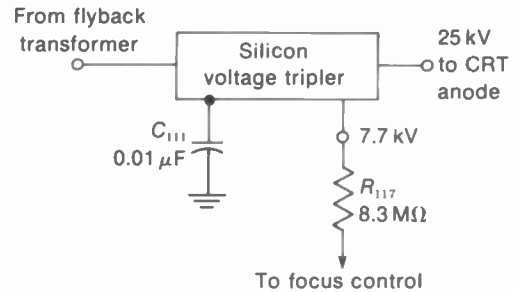 From flyback
transformer
Silicon
voltage tripler
25 kV
to CRT
anode
C₁₁₁
0.01 μF
7.7 kV
R₁₁₇
8.3 MΩ
To focus control